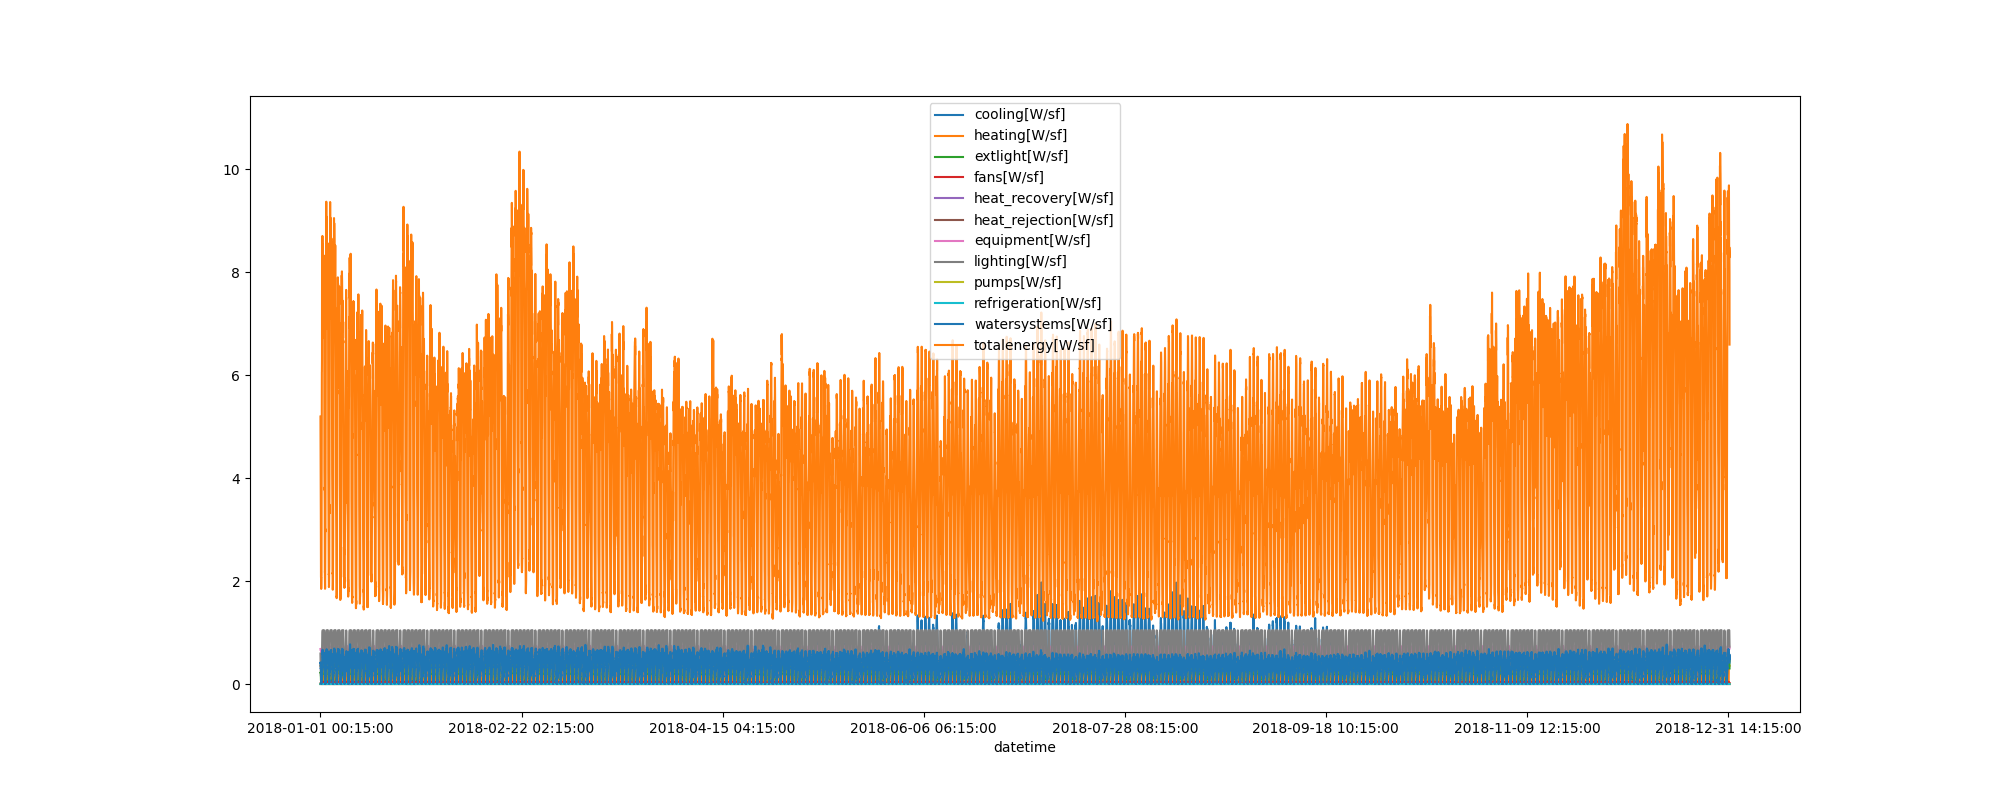 cooling[W/sf]
heating[W/sf]
extlight[W/sf]
fans[W/sf]
heat_recovery[W/sf]
heat_rejection[W/sf]
equipment[W/sf]
lighting[W/sf]
pumps[W/sf]
refrigeration[W/sf]
watersystems[W/sf]
totalenergy[W/sf]
10
8
6
4
2
0
2018-01-01 00:15:00 2018-02-22 02:15:00 2018-04-15 04:15:00 2018-06-06 06:15:00 2018-07-28 08:15:00 2018-09-18 10:15:00 2018-11-09 12:15:00 2018-12-31 14:15:00
datetime